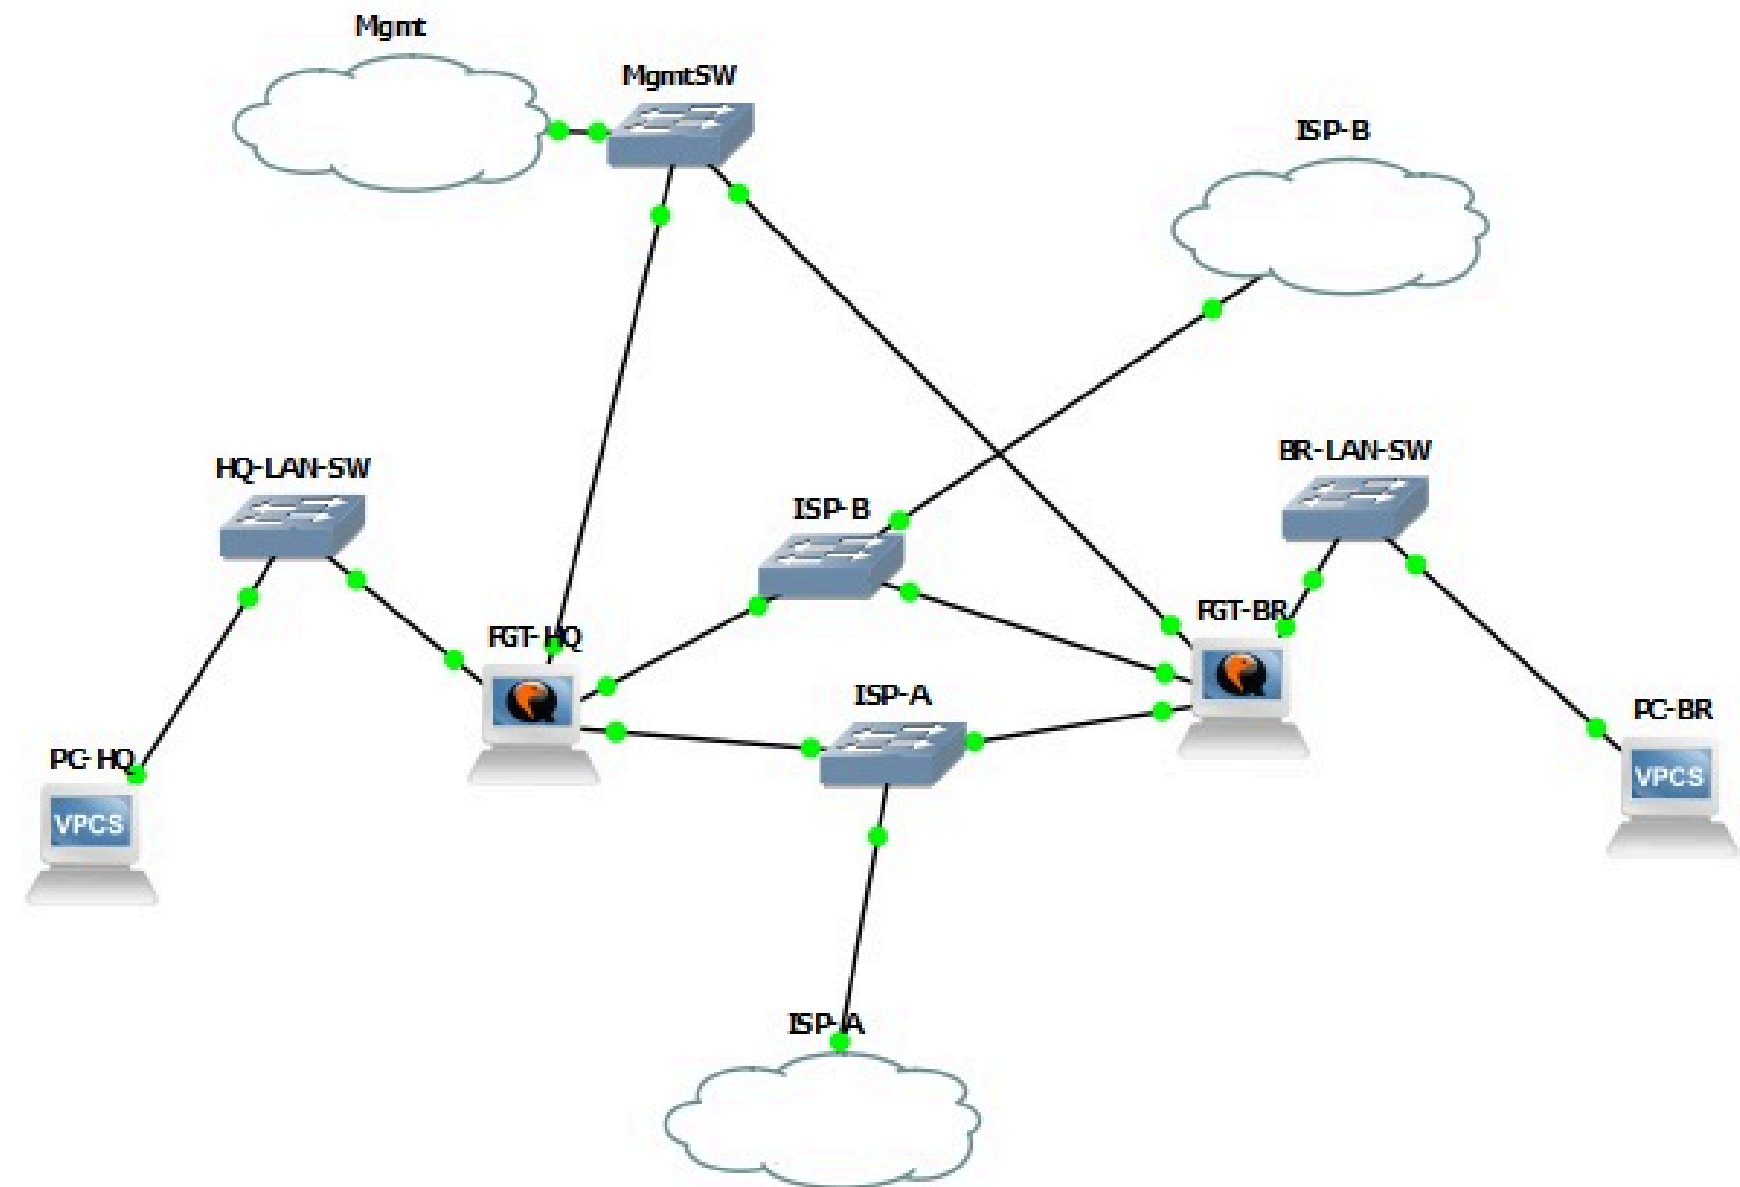 Mgmt
MgmtSW
ISP-B
HQ-LAN-SW
BR-LAN-SW
ISP-B
FGT-HQ
FGT-BR
ISP-A
PC-BR
PC-HQ
VPCS
VPCS
ISP-A